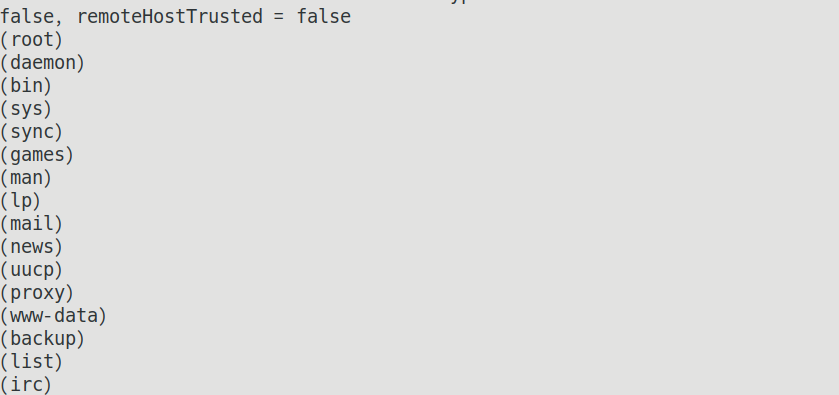 false, remoteHostTrusted = false
(root)
(daemon)
(bin)
(sys)
(sync)
(games)
(man)
(lp)
(mail)
(news)
(uucp)
(proxy)
(www-data)
(backup)
(list)
(irc)